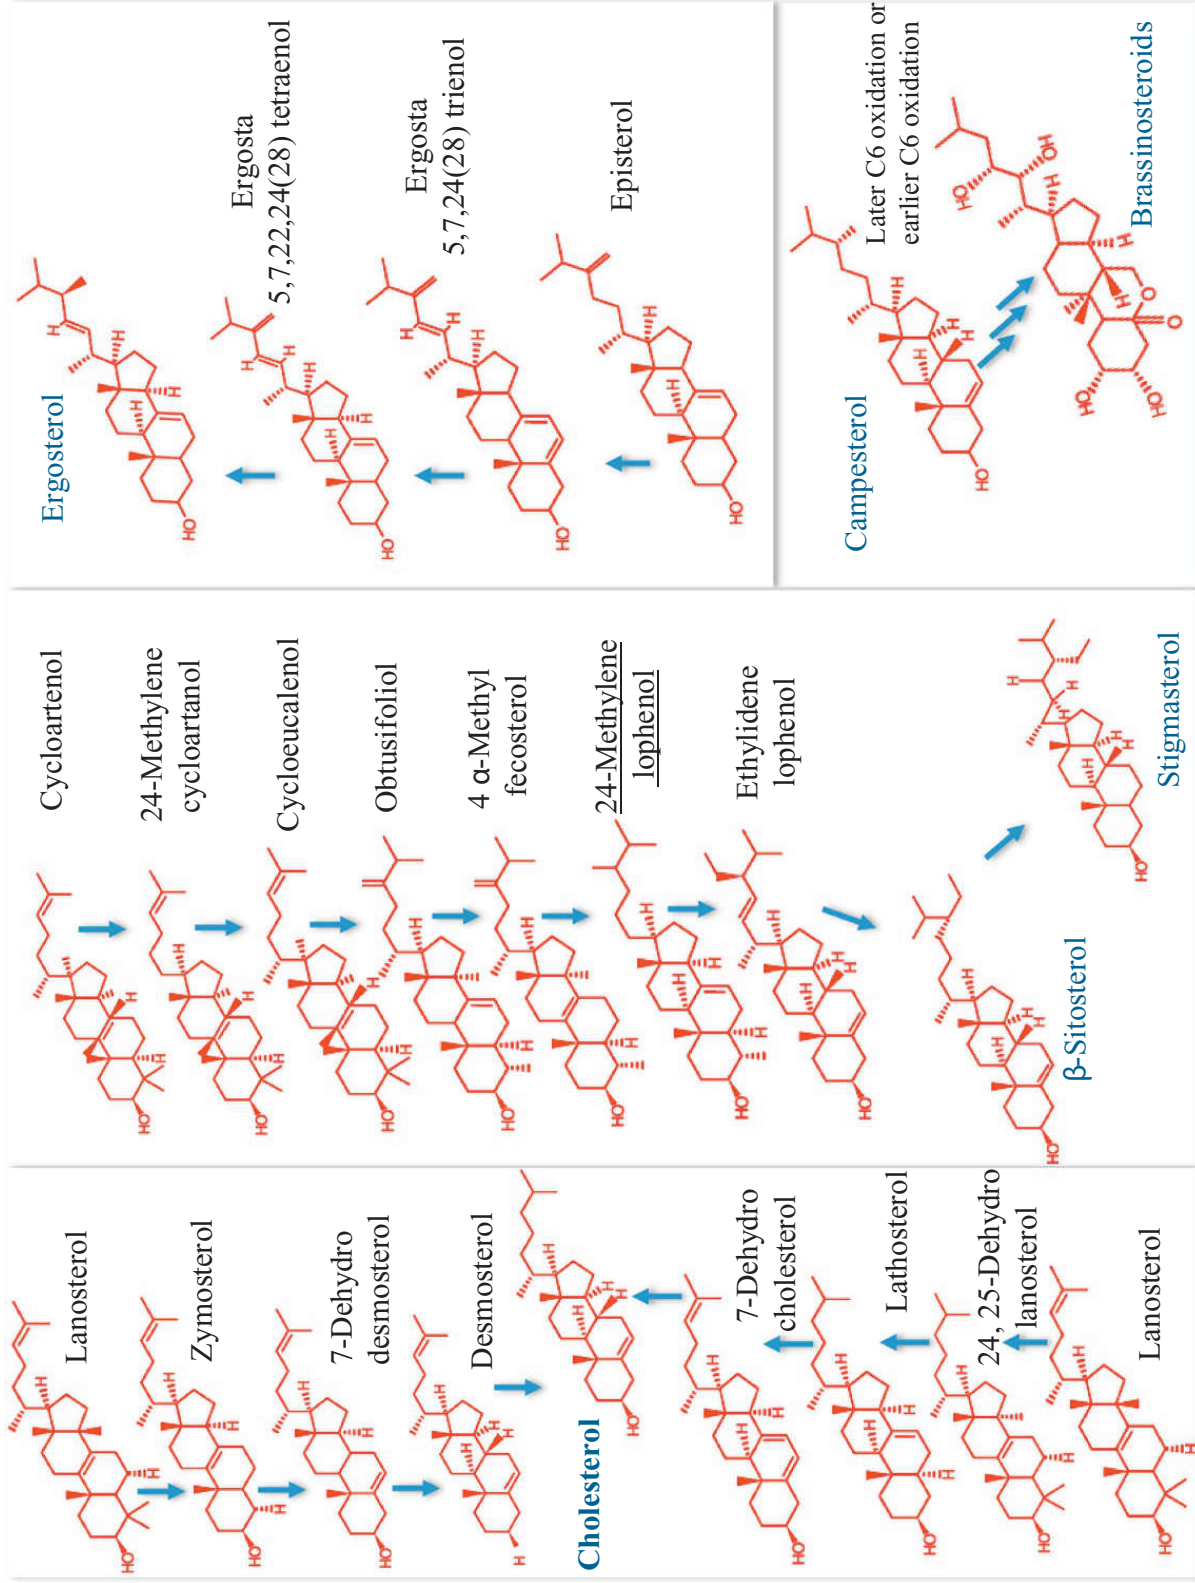 Lanosterol
Zymosterol
7-Dehydro
desmosterol
Desmosterol
Cholesterol
7-Dehydro
cholesterol
Lathosterol
24, 25-Dehydro
lanosterol
Lanosterol
Cycloartenol
24-Methylene
cycloartanol
Cycloeucalenol
Obtusifoliol
4 α-Methyl
fecosterol
24-Methylene
lophenol
Ethylidene
lophenol
β-Sitosterol
Stigmasterol
Ergosterol
Ergosta
5,7,22,24(28) tetraenol
Ergosta
5,7,24(28) trienol
Episterol
Campesterol
Later C6 oxidation or
earlier C6 oxidation
Brassinosteroids